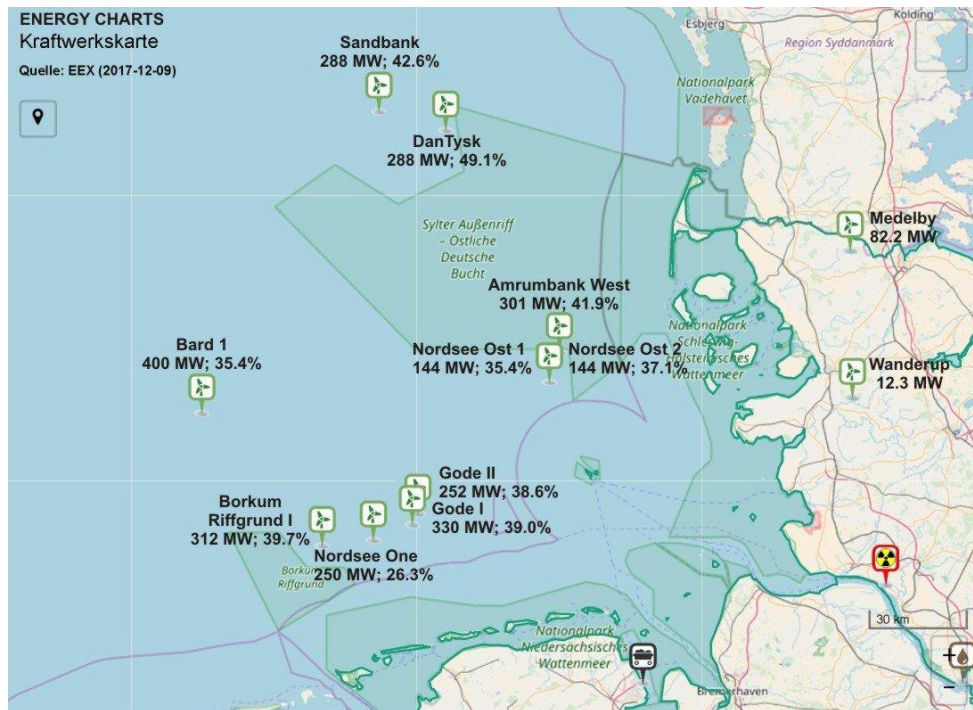 ENERGY CHARTS
Kraftwerkskarte
Quelle: EEX (2017-12-09)
Sandbank
288 MW; 42.6%
DanTysk
288 MW; 49.1%
Esbjerg
Kolding
Region Syddanmark
Nationalpark
Vadehavet
Sylter Außenriff
– Östliche
Deutsche
Bucht
Medelby
82.2 MW
Amrumbank West
301 MW; 41.9%
Nationalpark
Schleswig-
Holsteinisches
Wattenmeer
Bard 1
400 MW; 35.4%
Nordsee Ost 1
144 MW; 35.4%
Nordsee Ost 2
144 MW; 37.1%
Wanderup
12.3 MW
Gode II
252 MW; 38.6%
Gode I
330 MW; 39.0%
Borkum
Riffgrund I
312 MW; 39.7%
Nordsee One
250 MW; 26.3%
Borkum
Riffgrund
30 km
Nationalpark
Niedersächsisches
Wattenmeer
Bremerhaven
+
−